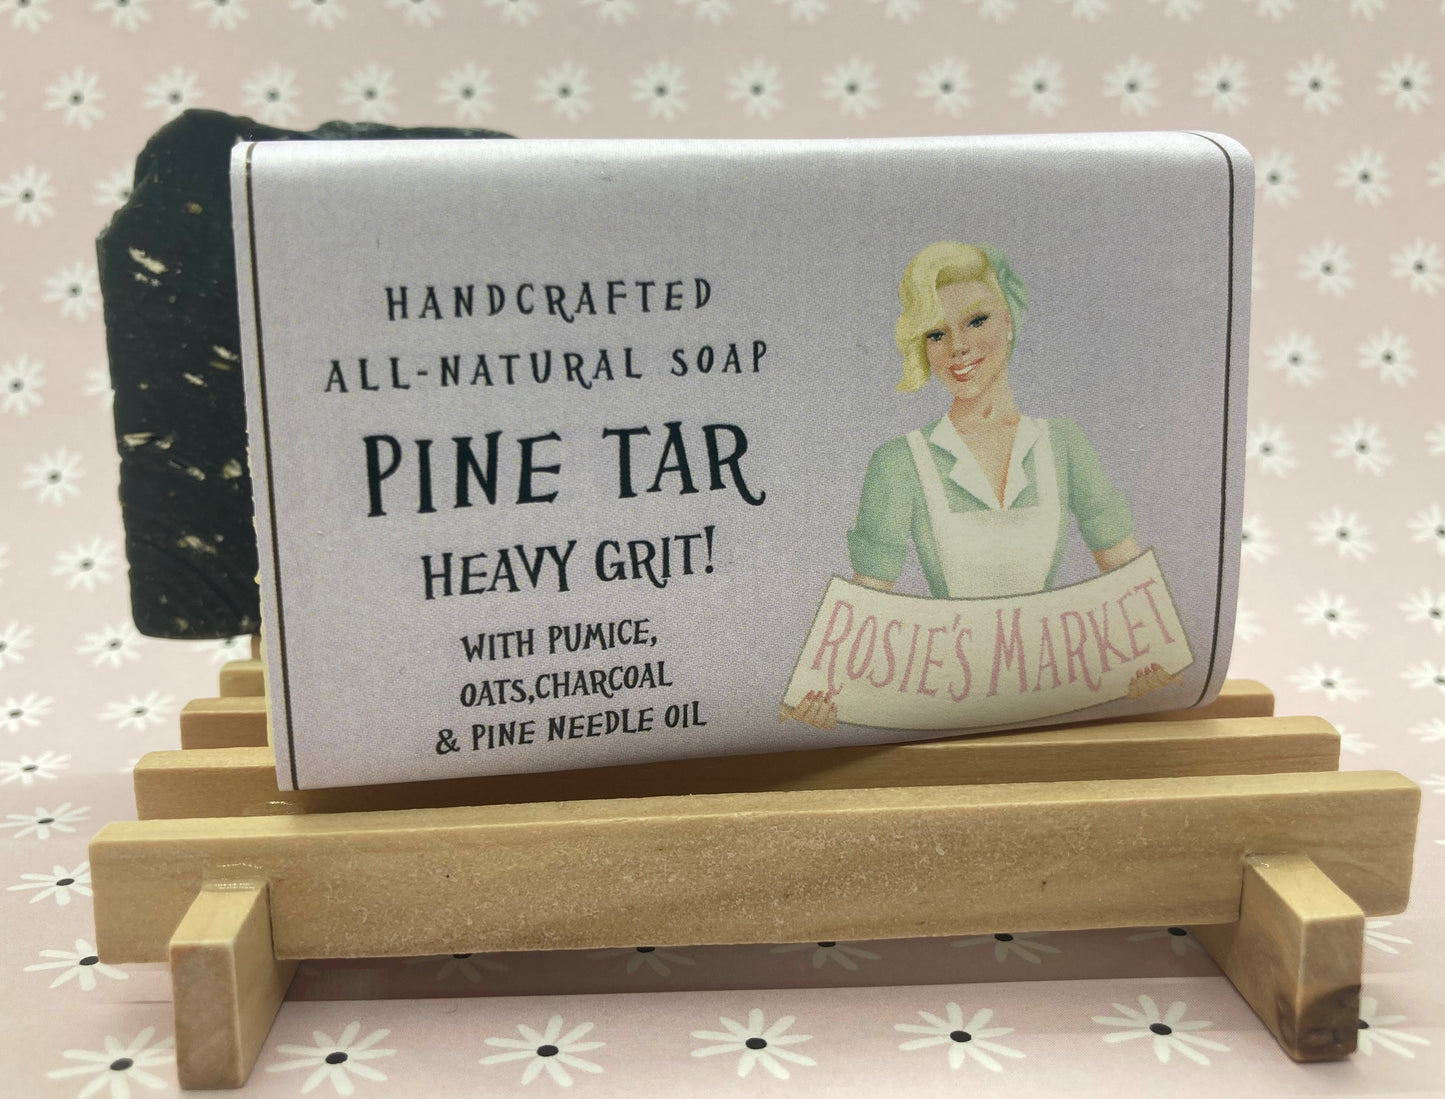 HANDCRAFTED
ALL-NATURAL SOAP
PINE TAR
HEAVY GRIT!
WITH PUMICE,
OATS,CHARCOAL
& PINE NEEDLE OIL
ROSIE'S MARKET